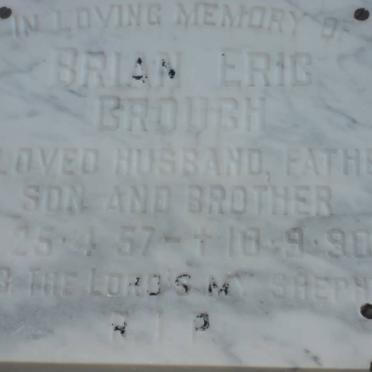 IN LOVING MEMORY OF
BRIAN ERIC
BROUGH
LOVED HUSBAND, FATHE
SON AND BROTHER
25·4·57–†10·9·90
THE LORD IS MY SHEPH
R I P